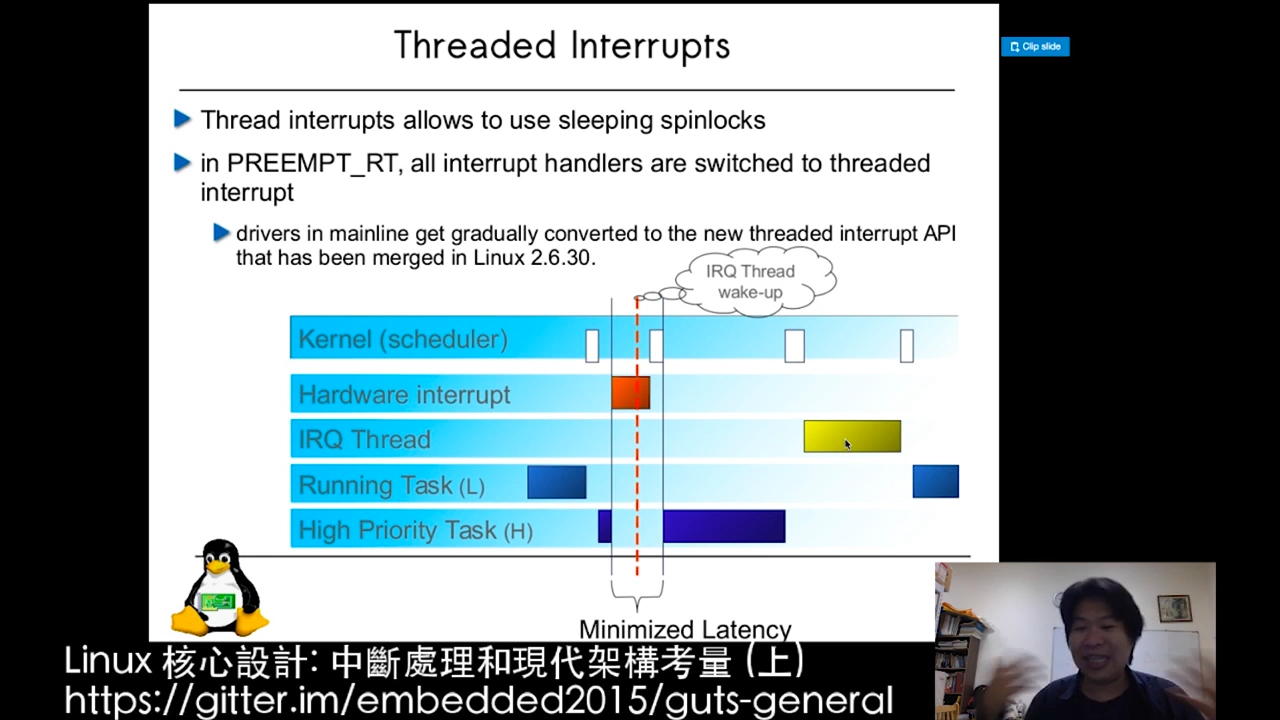 Threaded Interrupts
Clip slide
Thread interrupts allows to use sleeping spinlocks
in PREEMPT_RT, all interrupt handlers are switched to threaded
interrupt
drivers in mainline get gradually converted to the new threaded interrupt API
that has been merged in Linux 2.6.30.
IRQ Thread
wake-up
Kernel (scheduler)
Hardware interrupt
IRQ Thread
Running Task (L)
High Priority Task (H)
Minimized Latency
Linux 核心設計: 中斷處理和現代架構考量 (上)
https://gitter.im/embedded2015/guts-general